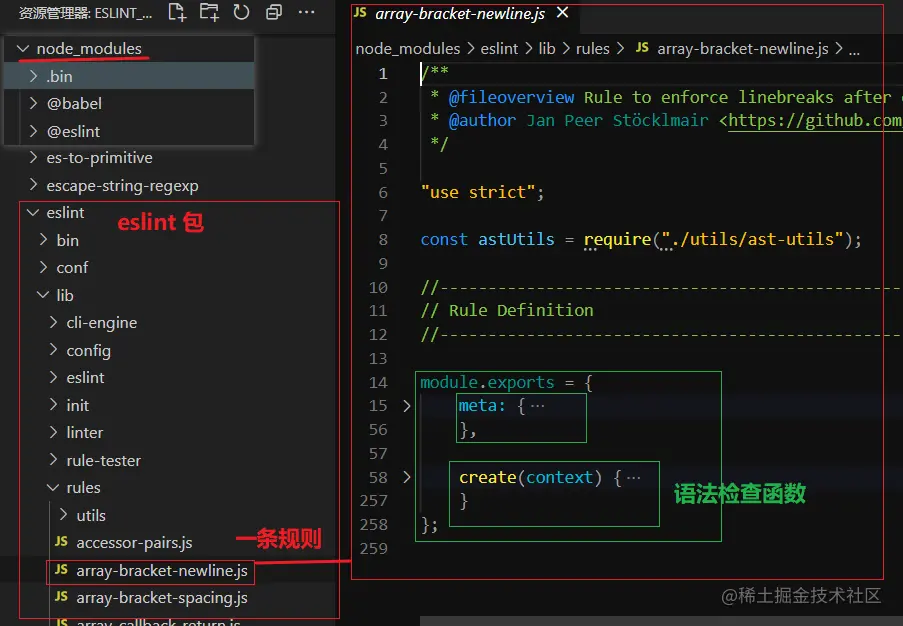 资源管理器: ESLINT_...
node_modules
.bin
@babel
@eslint
es-to-primitive
escape-string-regexp
eslint
eslint 包
bin
conf
lib
cli-engine
config
eslint
init
linter
rule-tester
rules
utils
JS accessor-pairs.js
一条规则
JS array-bracket-newline.js
JS array-bracket-spacing.js
JS array-callback-return.js
JS array-bracket-newline.js
node_modules > eslint > lib > rules > JS array-bracket-newline.js > ...
1 /**
2 * @fileoverview Rule to enforce linebreaks after
3 * @author Jan Peer Stöcklmair <https://github.com
4 */
5
6 "use strict";
7
8 const astUtils = require("./utils/ast-utils");
9
10 //--------------------------------------------------
11 // Rule Definition
12 //--------------------------------------------------
13
14 module.exports = {
15 meta: { ...
56 },
57
58 create(context) { ...
257 }
258 };
259
语法检查函数
@稀土掘金技术社区